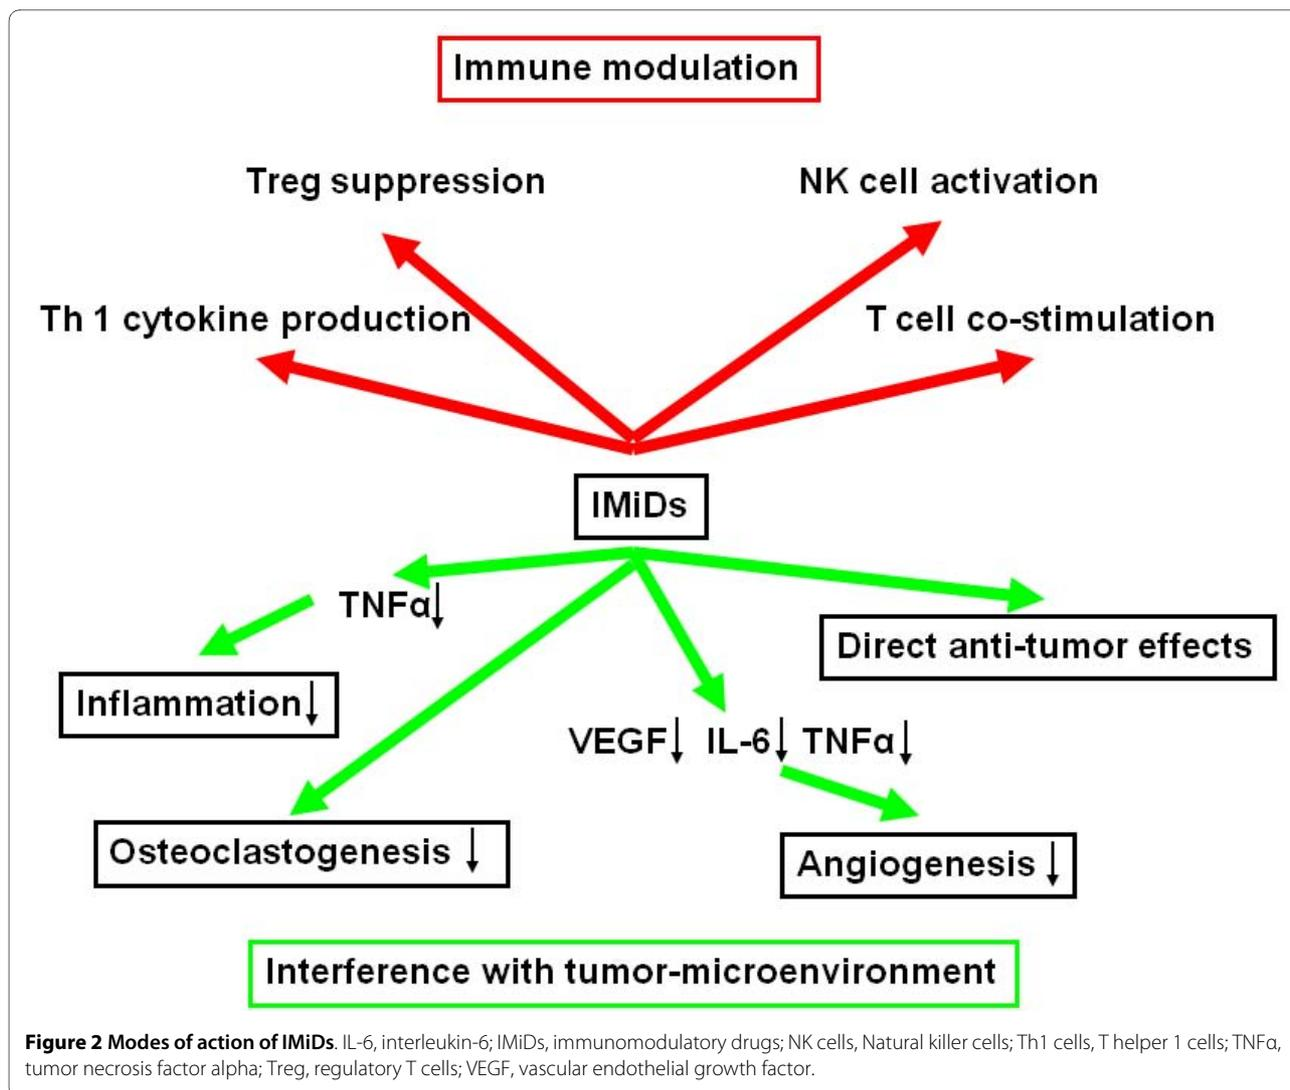 Immune modulation
Treg suppression
NK cell activation
Th 1 cytokine production
T cell co-stimulation
IMiDs
TNFα↓
Direct anti-tumor effects
Inflammation↓
VEGF↓ IL-6↓ TNFα↓
Osteoclastogenesis ↓
Angiogenesis ↓
Interference with tumor-microenvironment
Figure 2 Modes of action of IMiDs. IL-6, interleukin-6; IMiDs, immunomodulatory drugs; NK cells, Natural killer cells; Th1 cells, T helper 1 cells; TNFα,
tumor necrosis factor alpha; Treg, regulatory T cells; VEGF, vascular endothelial growth factor.